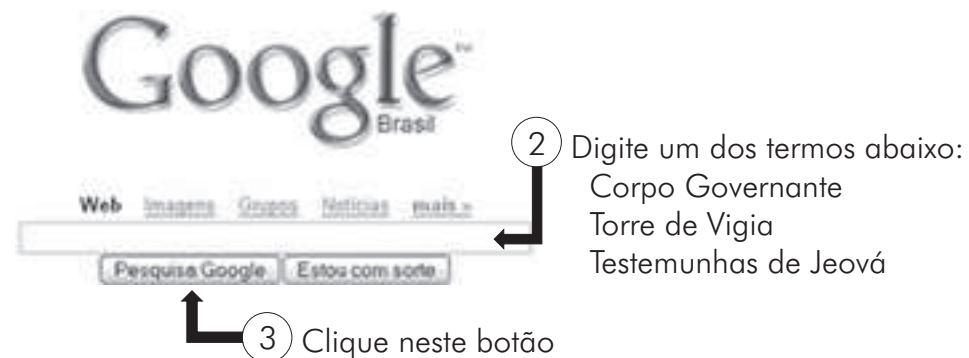 Google™
Brasil
2 Digite um dos termos abaixo:
Corpo Governante
Torre de Vigia
Testemunhas de Jeová
Web Imagens Grupos Notícias mais »
Pesquisa Google Estou com sorte
3 Clique neste botão